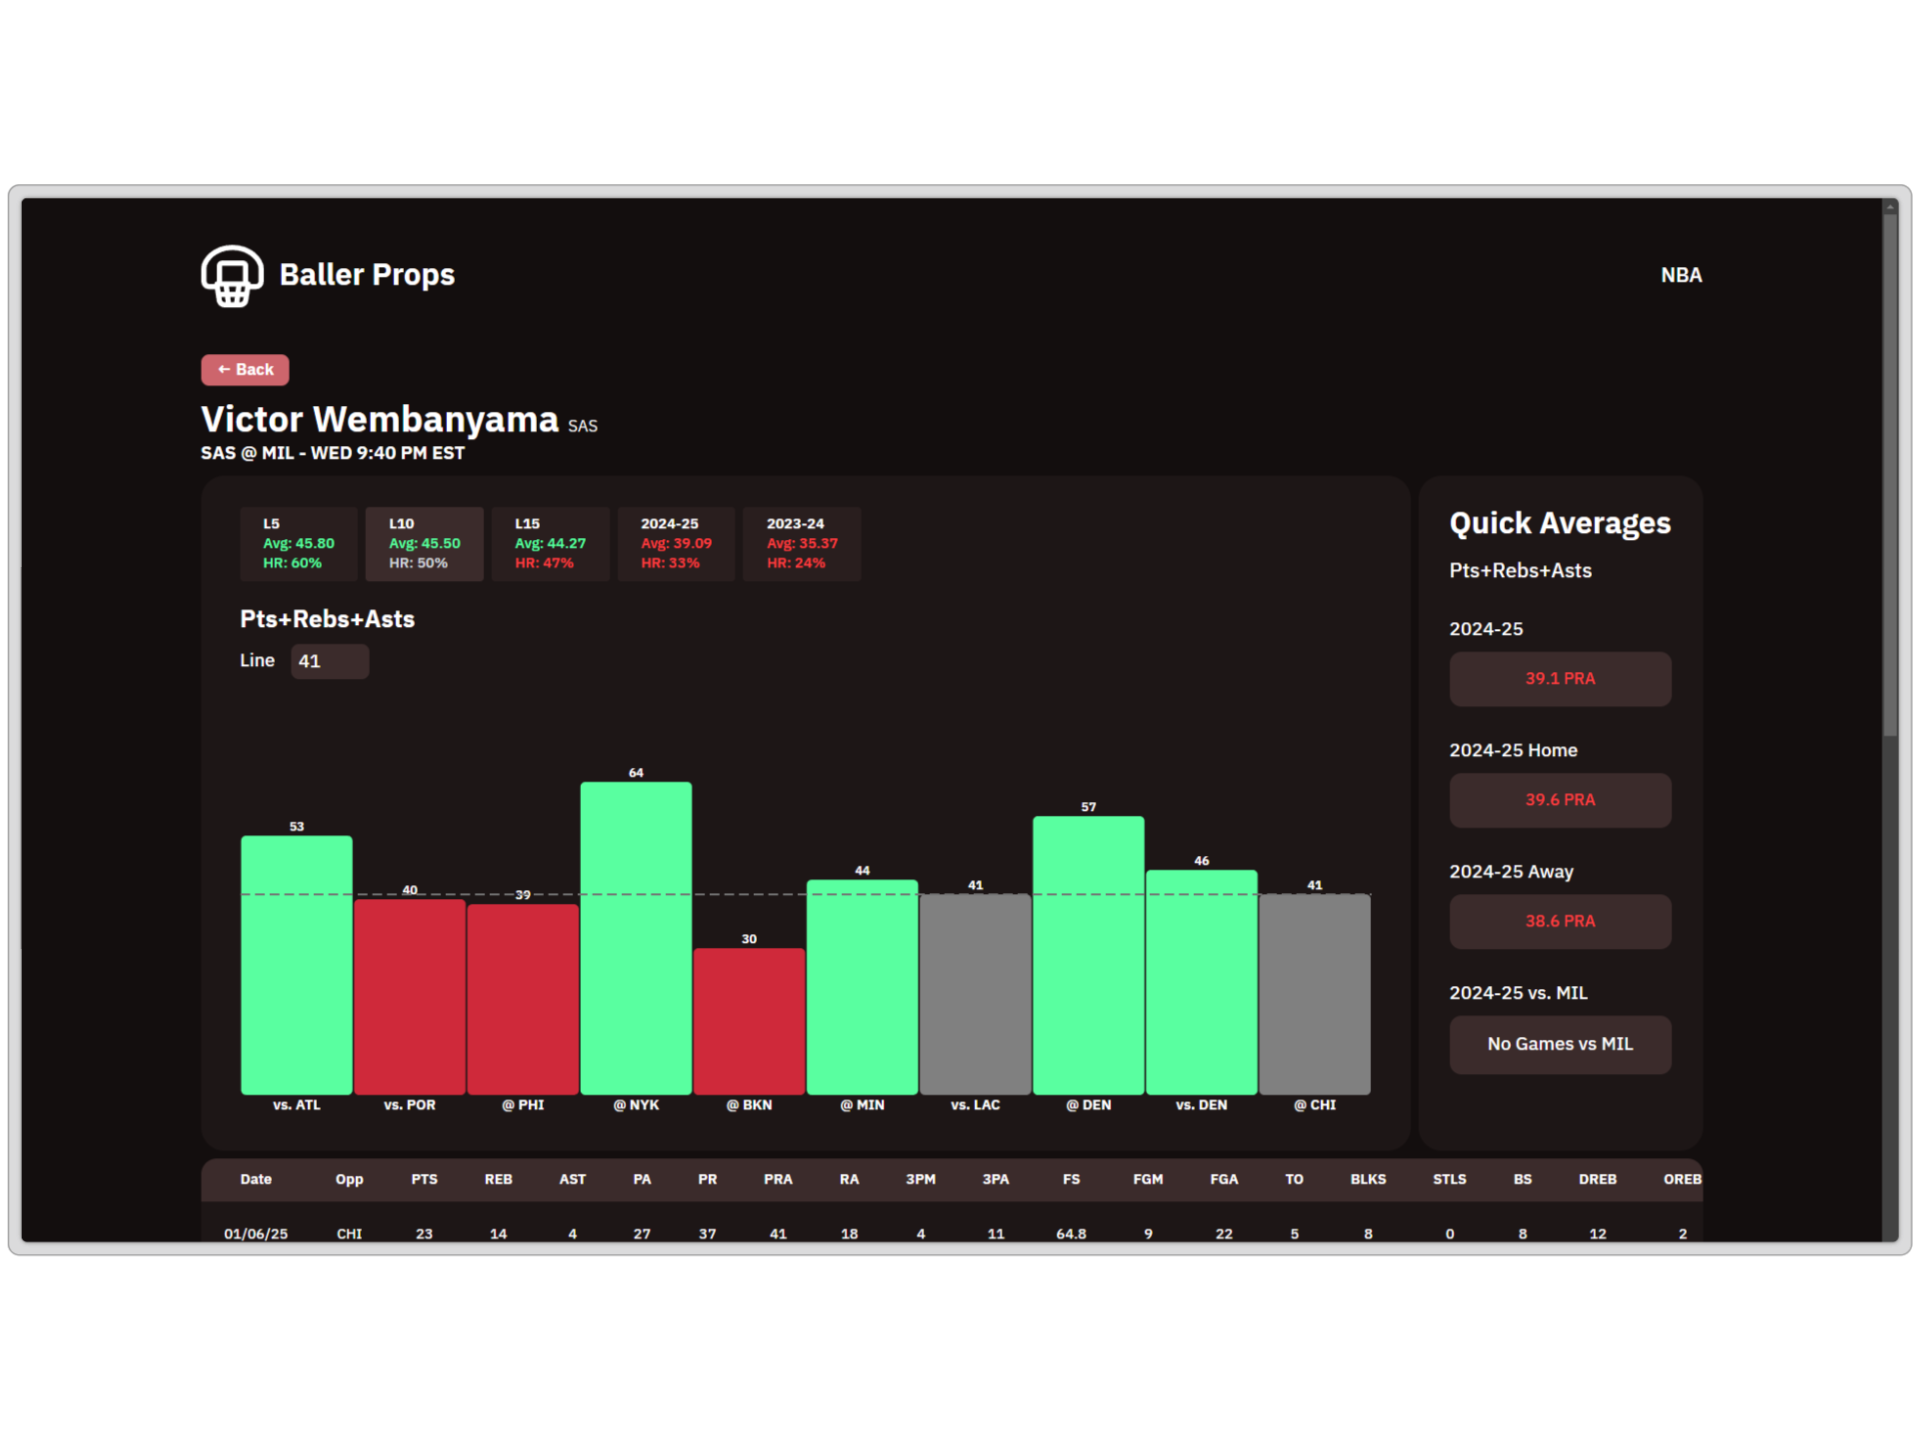 Baller Props
NBA
← Back
Victor Wembanyama SAS
SAS @ MIL - WED 9:40 PM EST
L5
Avg: 45.80
HR: 60%
L10
Avg: 45.50
HR: 50%
L15
Avg: 44.27
HR: 47%
2024-25
Avg: 39.09
HR: 33%
2023-24
Avg: 35.37
HR: 24%
Pts+Rebs+Asts
Line 41
53 40 39 64 30 44 41 57 46 41
vs. ATL vs. POR @ PHI @ NYK @ BKN @ MIN vs. LAC @ DEN vs. DEN @ CHI
Quick Averages
Pts+Rebs+Asts
2024-25
39.1 PRA
2024-25 Home
39.6 PRA
2024-25 Away
38.6 PRA
2024-25 vs. MIL
No Games vs MIL
Date Opp PTS REB AST PA PR PRA RA 3PM 3PA FS FGM FGA TO BLKS STLS BS DREB OREB
01/06/25 CHI 23 14 4 27 37 41 18 4 11 64.8 9 22 5 8 0 8 12 2